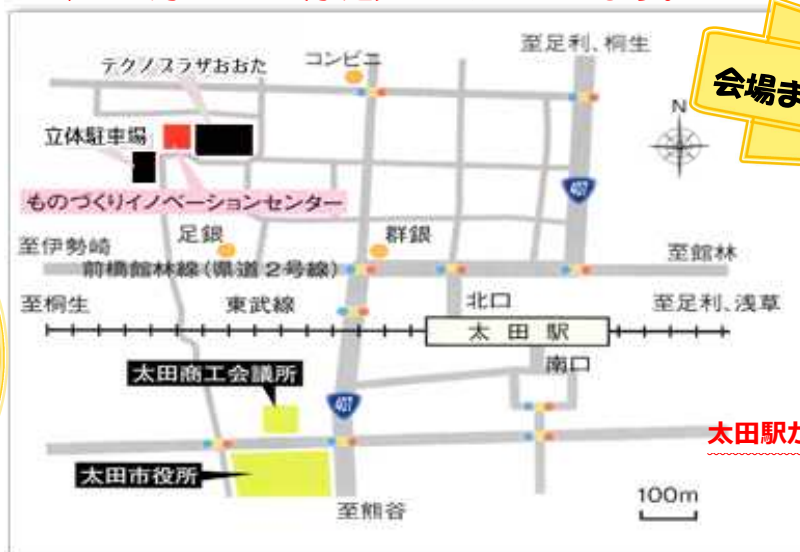 至足利、桐生
コンビニ
テクノプラザおおた
会場ま
N
立体駐車場
407
ものづくりイノベーションセンター
足銀
群銀
至伊勢崎
至館林
前橋館林線(県道2号線)
至桐生
東武線
北口
至足利、浅草
太田駅
南口
太田商工会議所
407
太田駅か
太田市役所
100m
至熊谷